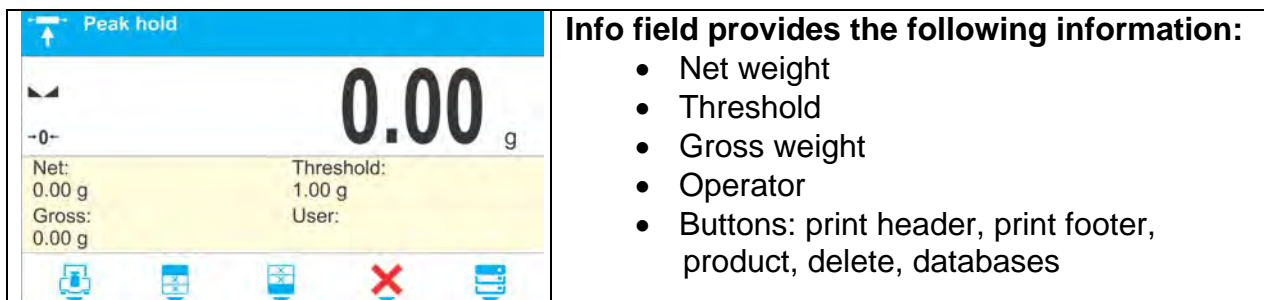 Peak hold
0.00 g
→0←
Net:
0.00 g
Threshold:
1.00 g
Gross:
0.00 g
User:
Info field provides the following information:
• Net weight
• Threshold
• Gross weight
• Operator
• Buttons: print header, print footer,
product, delete, databases